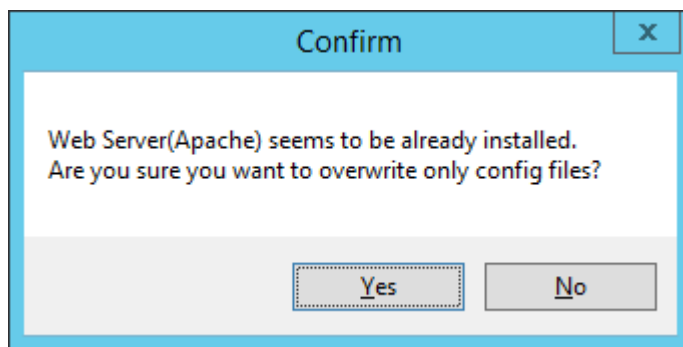 Confirm
x
Web Server(Apache) seems to be already installed.
Are you sure you want to overwrite only config files?
Yes
No